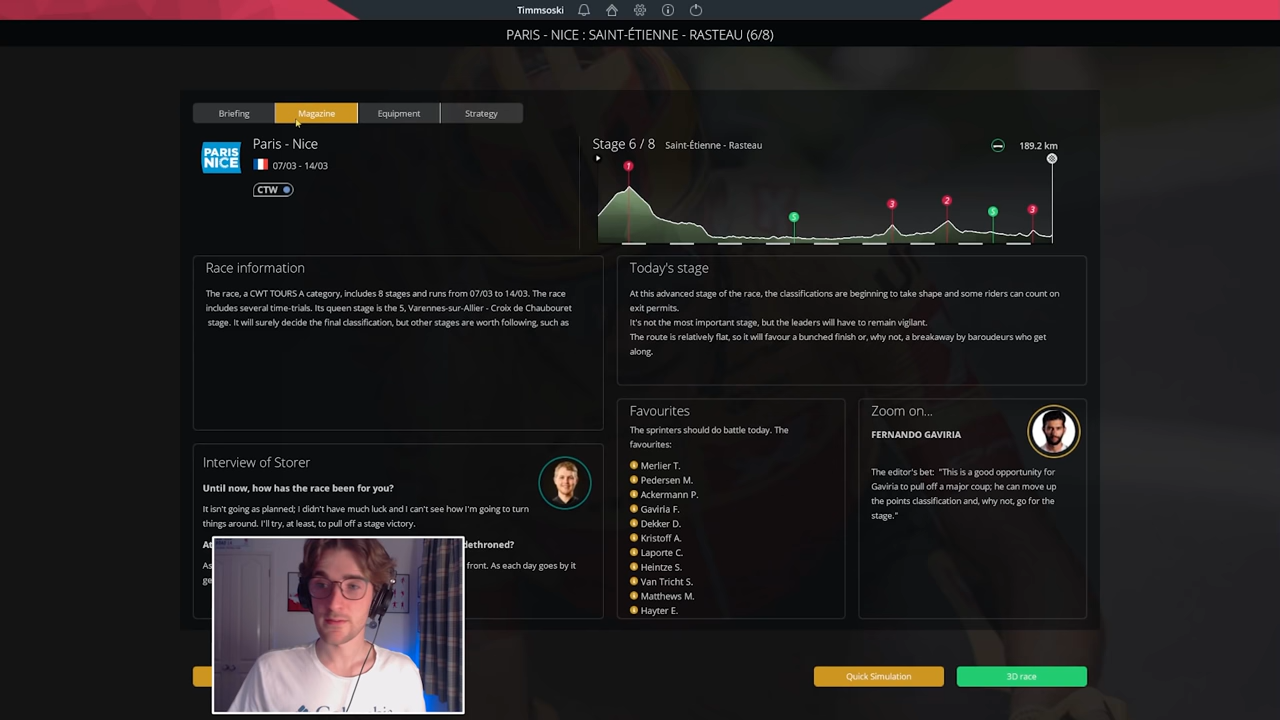 Timmsoski
PARIS - NICE : SAINT-ÉTIENNE - RASTEAU (6/8)
Briefing
Magazine
Equipment
Strategy
PARIS
NICE
Paris - Nice
07/03 - 14/03
CTW
Stage 6 / 8
Saint-Étienne - Rasteau
189.2 km
1
S
3
2
S
3
Race information
The race, a CWT TOURS A category, includes 8 stages and runs from 07/03 to 14/03. The race
includes several time-trials. Its queen stage is the 5, Varennes-sur-Allier - Croix de Chaubouret
stage. It will surely decide the final classification, but other stages are worth following, such as
Today's stage
At this advanced stage of the race, the classifications are beginning to take shape and some riders can count on
exit permits.
It's not the most important stage, but the leaders will have to remain vigilant.
The route is relatively flat, so it will favour a bunched finish or, why not, a breakaway by baroudeurs who get
along.
Interview of Storer
Until now, how has the race been for you?
It isn't going as planned; I didn't have much luck and I can't see how I'm going to turn
things around. I'll try, at least, to pull off a stage victory.
dethroned?
As
front. As each day goes by it
ge
Favourites
The sprinters should do battle today. The
favourites:
Merlier T.
Pedersen M.
Ackermann P.
Gaviria F.
Dekker D.
Kristoff A.
Laporte C.
Heintze S.
Van Tricht S.
Matthews M.
Hayter E.
Zoom on...
FERNANDO GAVIRIA
The editor's bet: "This is a good opportunity for
Gaviria to pull off a major coup; he can move up
the points classification and, why not, go for the
stage."
Quick Simulation
3D race